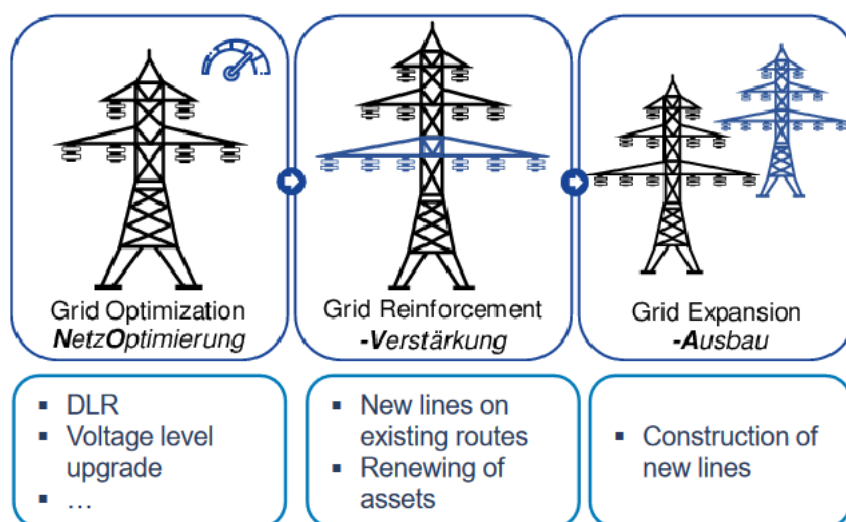 Grid Optimization
NetzOptimierung
Grid Reinforcement
-Verstärkung
Grid Expansion
-Ausbau
▪ DLR
▪ Voltage level
upgrade
▪ ...
▪ New lines on
existing routes
▪ Renewing of
assets
▪ Construction of
new lines